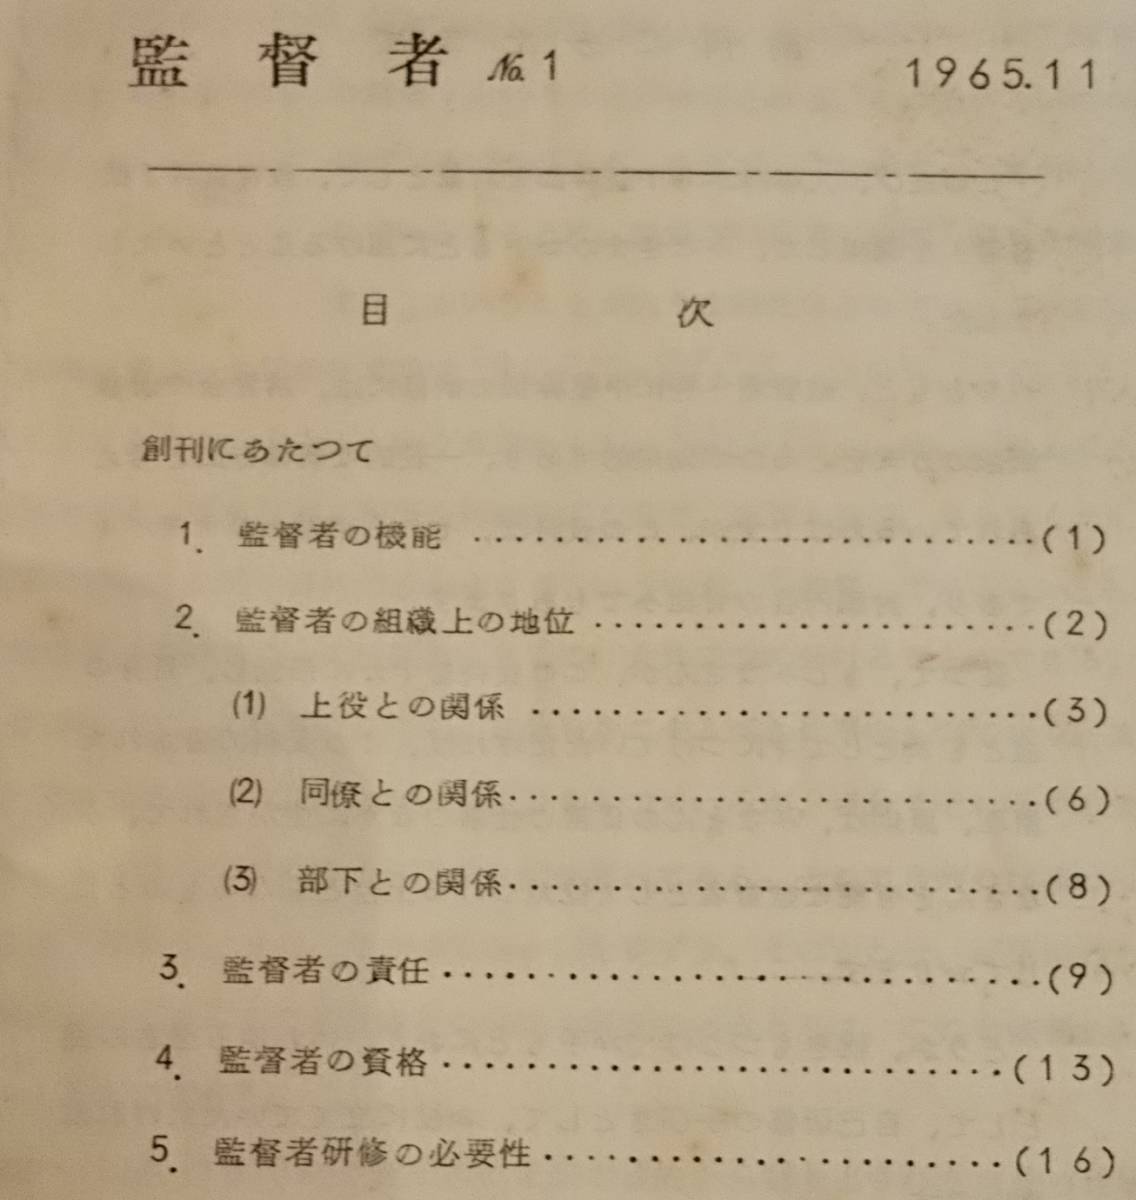 監督者 №1 1965.11
目次
創刊にあたつて
1. 監督者の機能 ・・・・・・・・・・・・・・・・・・・・・・・・・・・・ (1)
2. 監督者の組織上の地位 ・・・・・・・・・・・・・・・・・・・・・・ (2)
(1) 上役との関係 ・・・・・・・・・・・・・・・・・・・・・・・・・・ (3)
(2) 同僚との関係 ・・・・・・・・・・・・・・・・・・・・・・・・・・ (6)
(3) 部下との関係 ・・・・・・・・・・・・・・・・・・・・・・・・・・ (8)
3. 監督者の責任 ・・・・・・・・・・・・・・・・・・・・・・・・・・・・ (9)
4. 監督者の資格 ・・・・・・・・・・・・・・・・・・・・・・・・・・・・ (13)
5. 監督者研修の必要性 ・・・・・・・・・・・・・・・・・・・・・・・ (16)